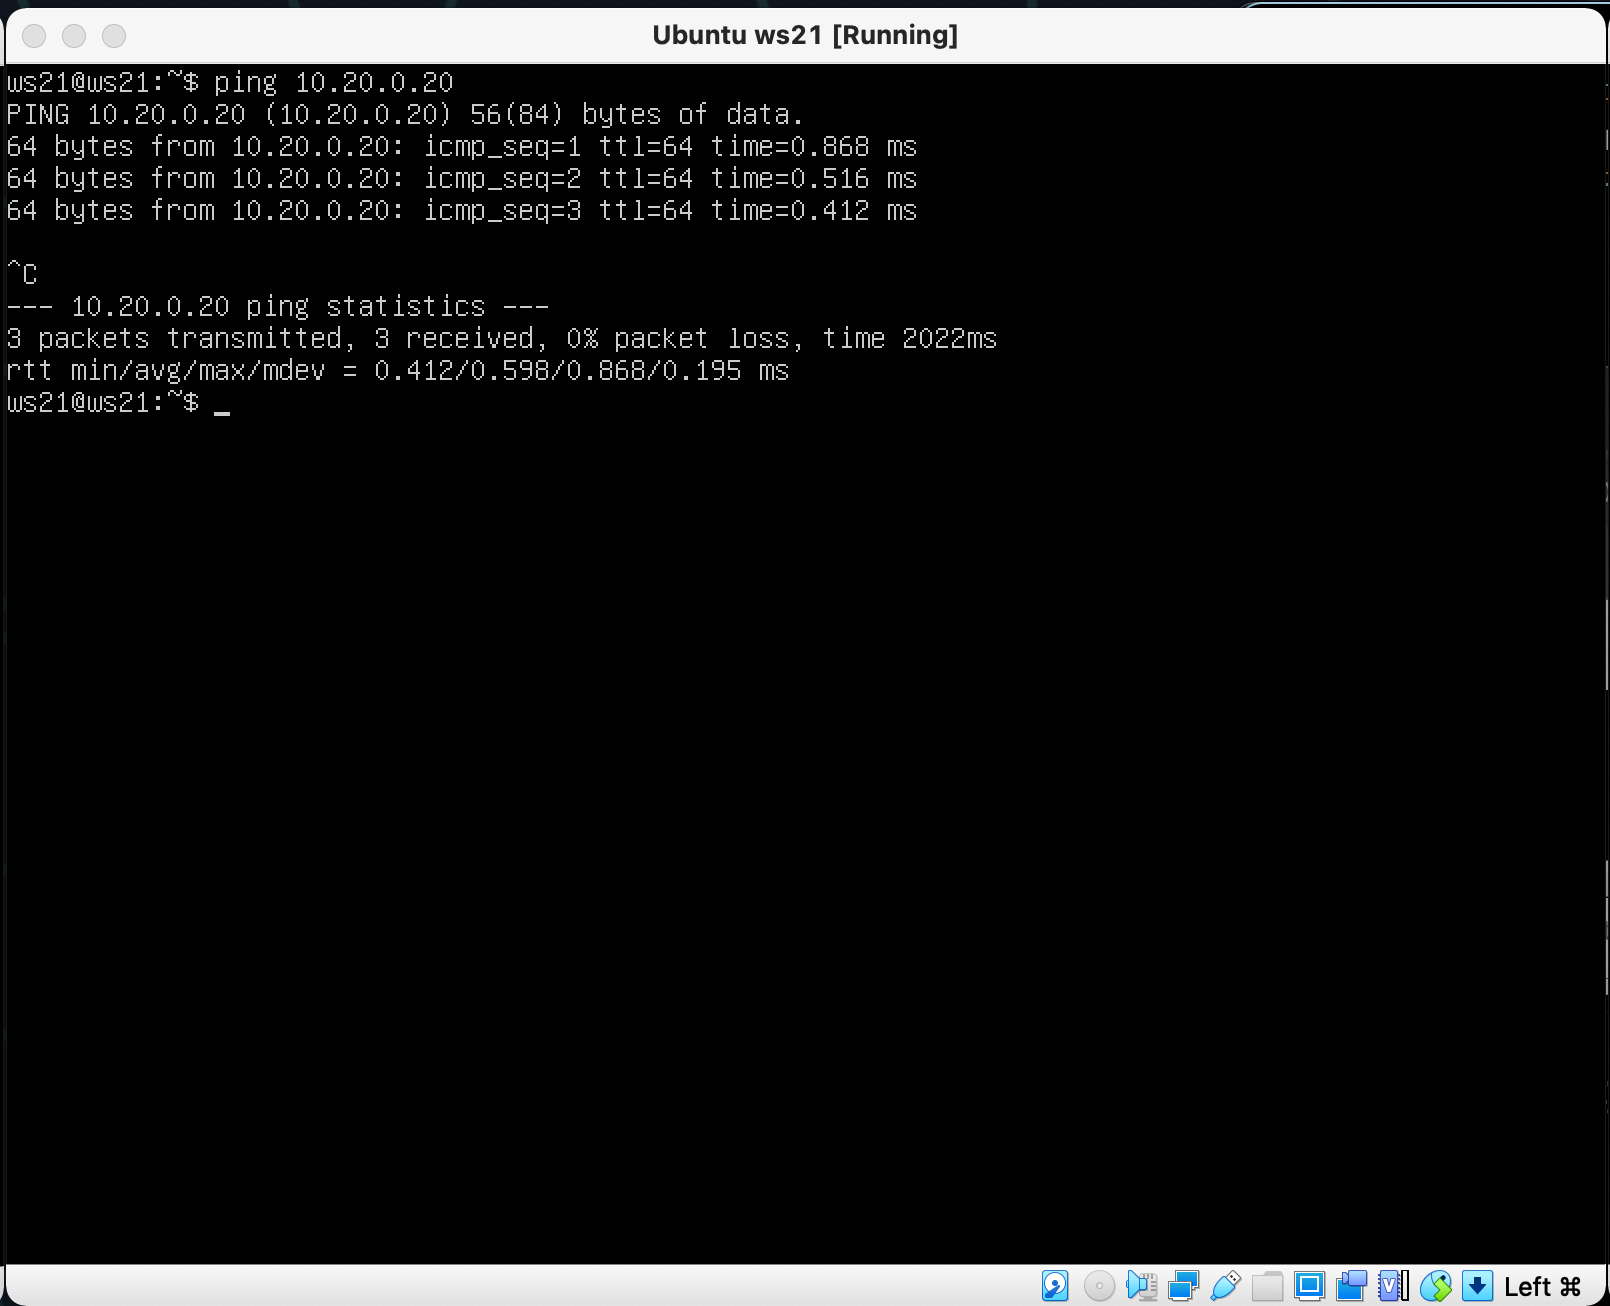 Ubuntu ws21 [Running]
ws21@ws21:~$ ping 10.20.0.20
PING 10.20.0.20 (10.20.0.20) 56(84) bytes of data.
64 bytes from 10.20.0.20: icmp_seq=1 ttl=64 time=0.868 ms
64 bytes from 10.20.0.20: icmp_seq=2 ttl=64 time=0.516 ms
64 bytes from 10.20.0.20: icmp_seq=3 ttl=64 time=0.412 ms
^C
--- 10.20.0.20 ping statistics ---
3 packets transmitted, 3 received, 0% packet loss, time 2022ms
rtt min/avg/max/mdev = 0.412/0.598/0.868/0.195 ms
ws21@ws21:~$ _
Left ⌘